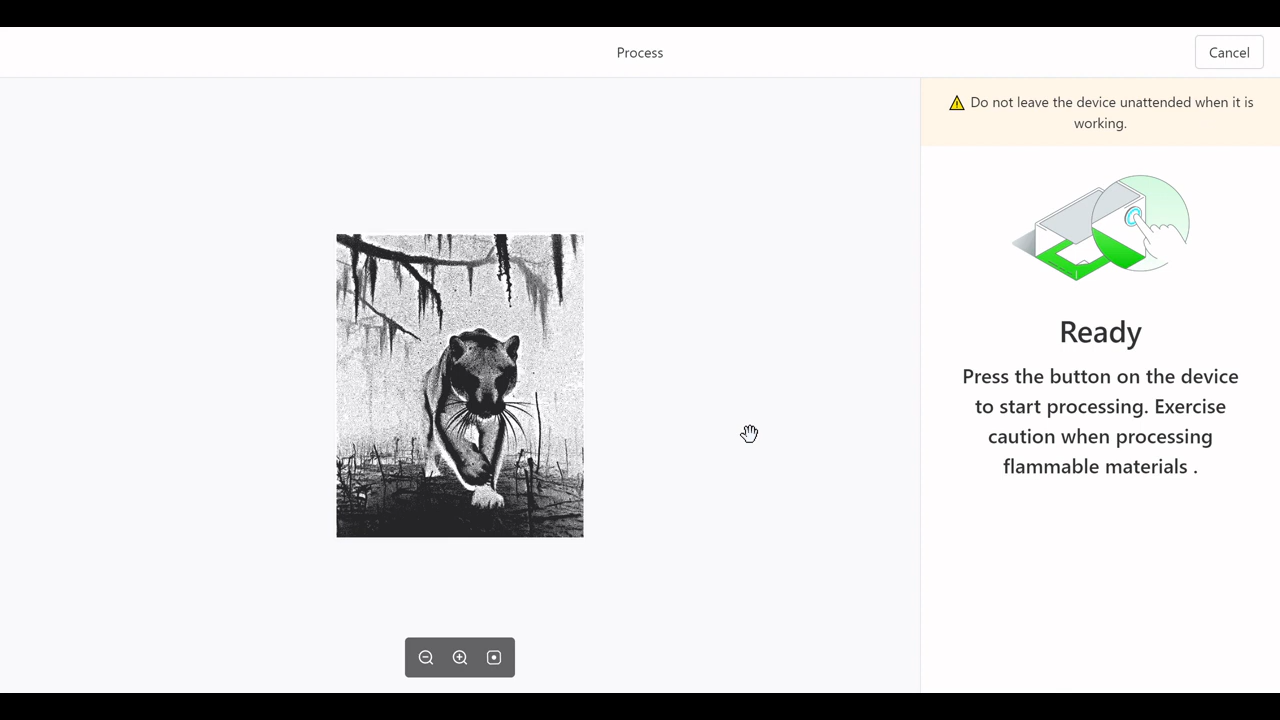 Process
Cancel
Do not leave the device unattended when it is
working.
Ready
Press the button on the device
to start processing. Exercise
caution when processing
flammable materials .